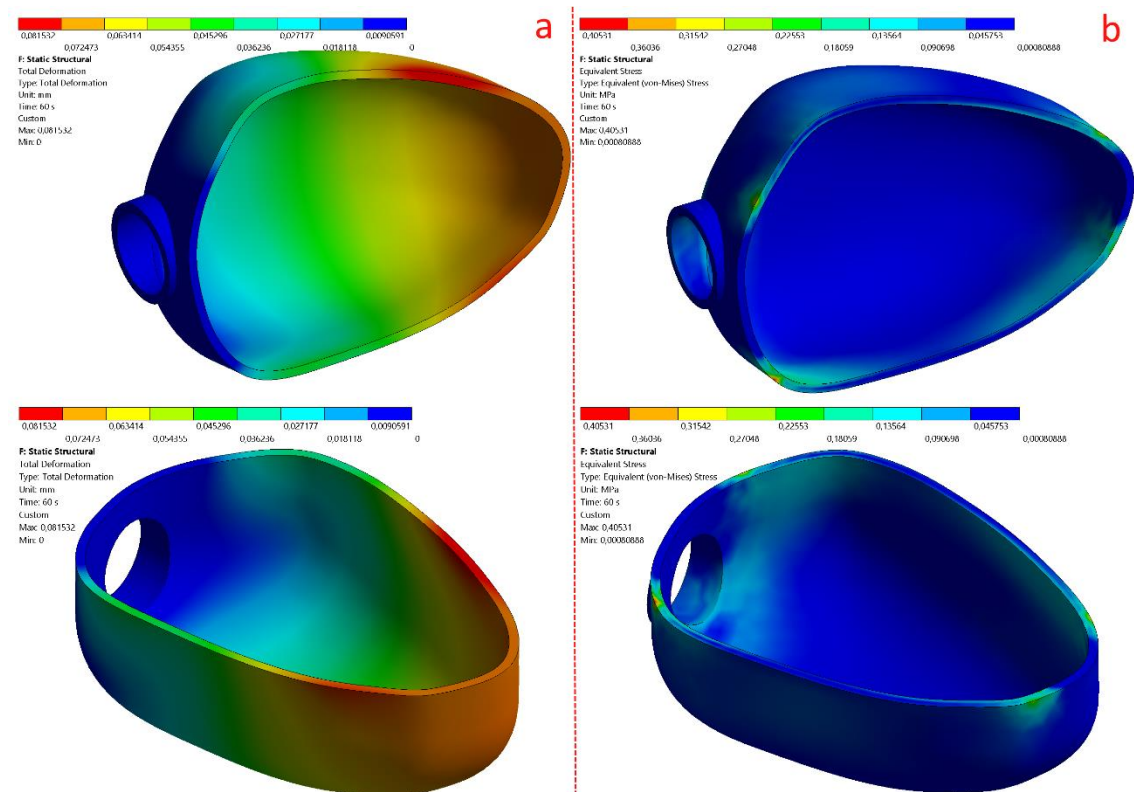 a
0,081532 0,063414 0,045296 0,027177 0,0090591
0,072473 0,054355 0,036236 0,018118 0
F: Static Structural
Total Deformation
Type: Total Deformation
Unit: mm
Time: 60 s
Custom
Max: 0,081532
Min: 0
b
0,40531 0,31542 0,22553 0,13564 0,045753
0,36036 0,27048 0,18059 0,090698 0,00080888
F: Static Structural
Equivalent Stress
Type: Equivalent (von-Mises) Stress
Unit: MPa
Time: 60 s
Custom
Max: 0,40531
Min: 0,00080888
0,081532 0,063414 0,045296 0,027177 0,0090591
0,072473 0,054355 0,036236 0,018118 0
F: Static Structural
Total Deformation
Type: Total Deformation
Unit: mm
Time: 60 s
Custom
Max: 0,081532
Min: 0
0,40531 0,31542 0,22553 0,13564 0,045753
0,36036 0,27048 0,18059 0,090698 0,00080888
F: Static Structural
Equivalent Stress
Type: Equivalent (von-Mises) Stress
Unit: MPa
Time: 60 s
Custom
Max: 0,40531
Min: 0,00080888